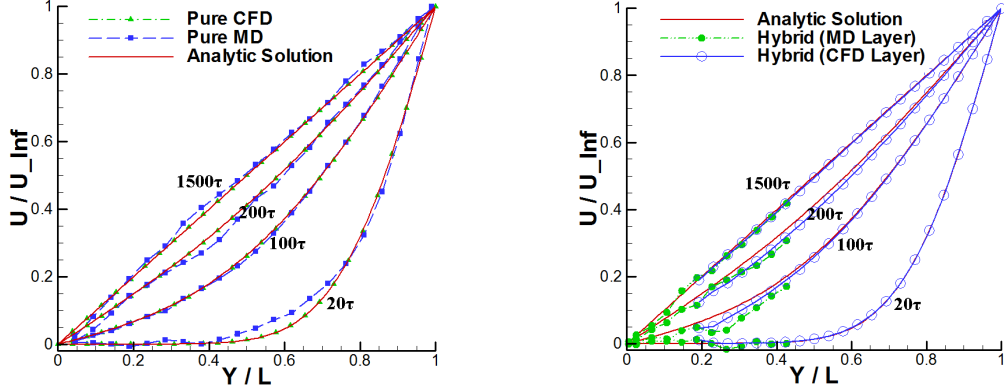 Pure CFD
Pure MD
Analytic Solution
1
0.8
0.6
0.4
0.2
0
U / U_Inf
1500τ
200τ
100τ
20τ
0 0.2 0.4 0.6 0.8 1
Y / L
Analytic Solution
Hybrid (MD Layer)
Hybrid (CFD Layer)
1
0.8
0.6
0.4
0.2
0
U / U_Inf
1500τ
200τ
100τ
20τ
0 0.2 0.4 0.6 0.8 1
Y / L